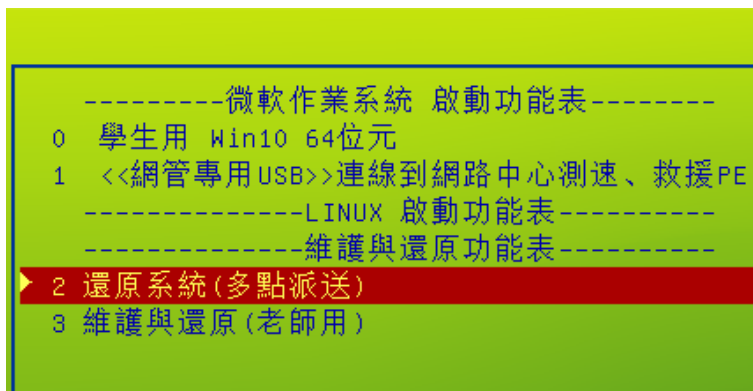 ---------微軟作業系統 啟動功能表--------
0 學生用 Win10 64位元
1 <<網管專用USB>>連線到網路中心測速、救援PE
--------------LINUX 啟動功能表----------
--------------維護與還原功能表----------
2 還原系統(多點派送)
3 維護與還原(老師用)